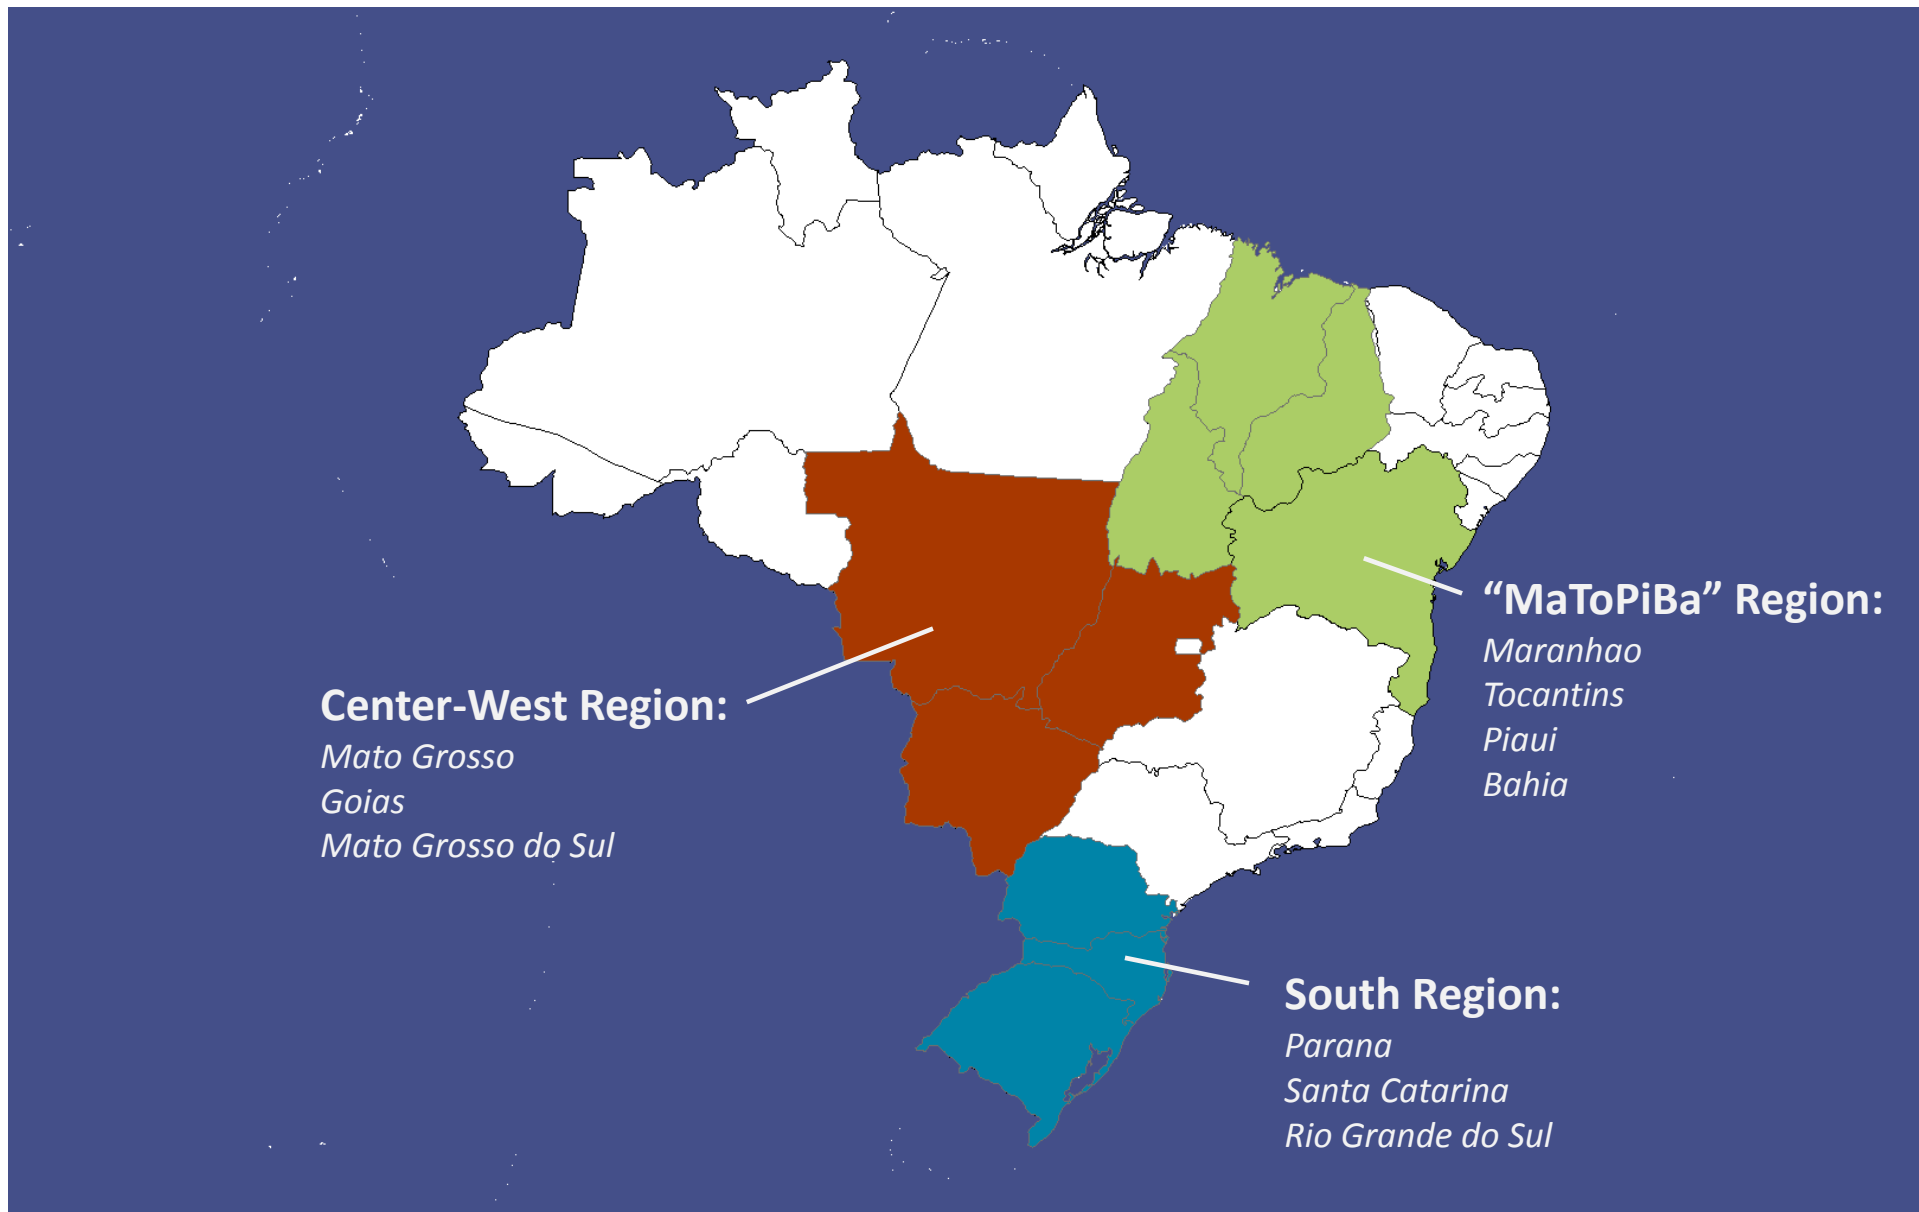 “MaToPiBa” Region:
Maranhao
Tocantins
Piaui
Bahia
Center-West Region:
Mato Grosso
Goias
Mato Grosso do Sul
South Region:
Parana
Santa Catarina
Rio Grande do Sul